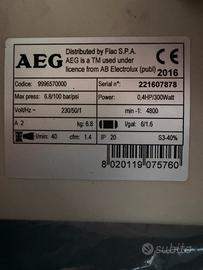 AEG
Distributed by Fiac S.P.A.
AEG is a TM used under
licence from AB Electrolux (publ)
CE
2016
Codice: 9996570000
Serial n°: 221607878
Max press: 6.8/100 bar/psi
Power: 0,4HP/300Watt
Volt/Hz~ 230/50/1
min-1: 4800
A 2
kg: 6.8
l/gal: 6/1.6
l/min: 40
cfm: 1.4
IP 20
S3-40%
8 020119 075760
subito